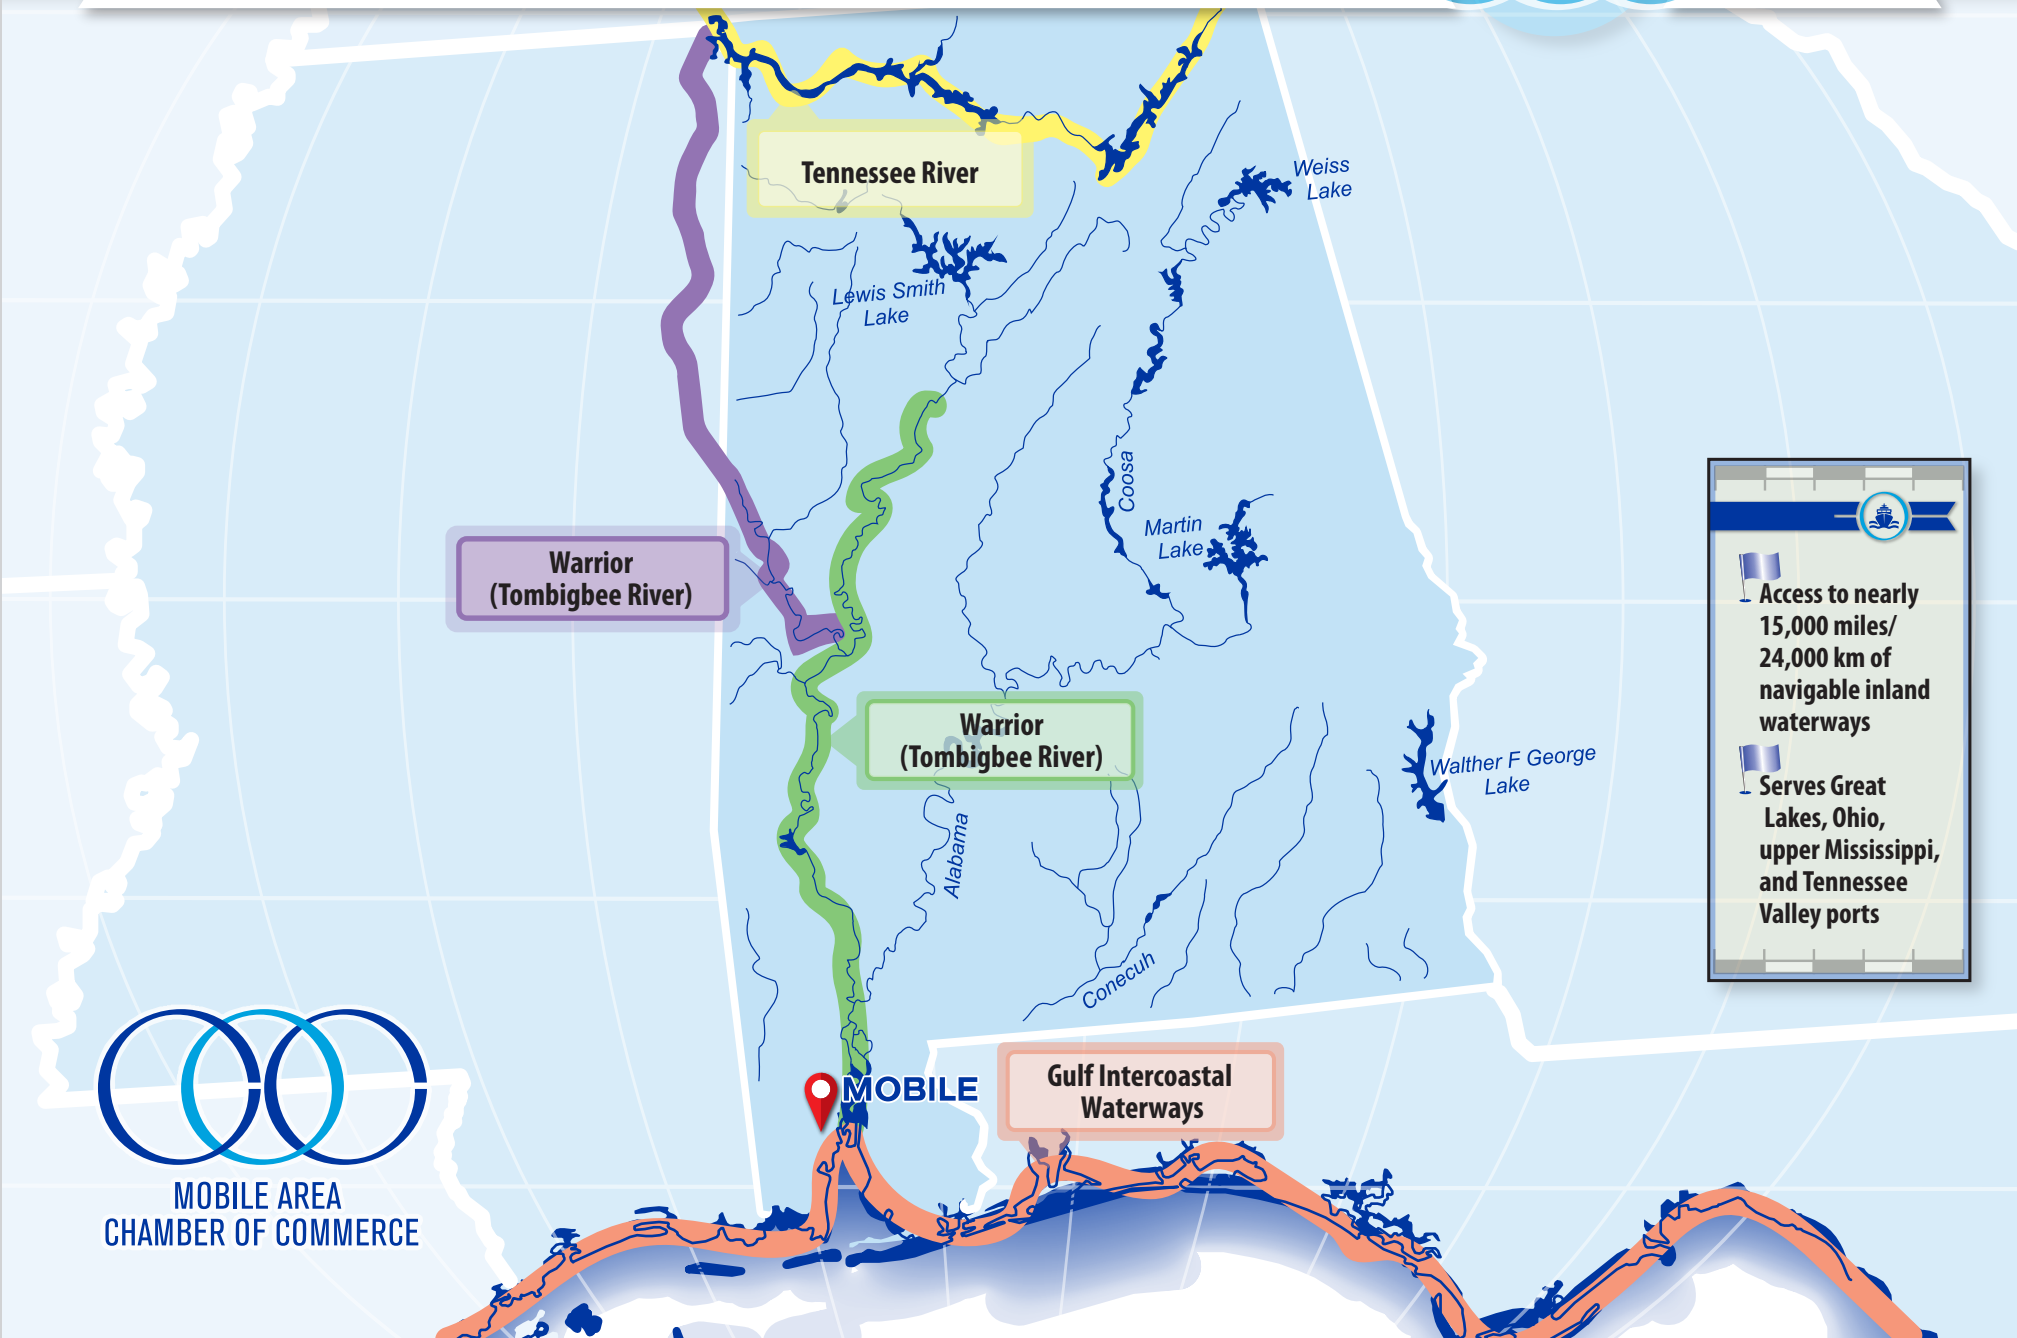 Tennessee River
Weiss
Lake
Lewis Smith
Lake
Coosa
Martin
Lake
Warrior
(Tombigbee River)
Warrior
(Tombigbee River)
Walther F George
Lake
Alabama
Conecuh
MOBILE
Gulf Intercoastal
Waterways
Access to nearly
15,000 miles/
24,000 km of
navigable inland
waterways
Serves Great
Lakes, Ohio,
upper Mississippi,
and Tennessee
Valley ports
MOBILE AREA
CHAMBER OF COMMERCE